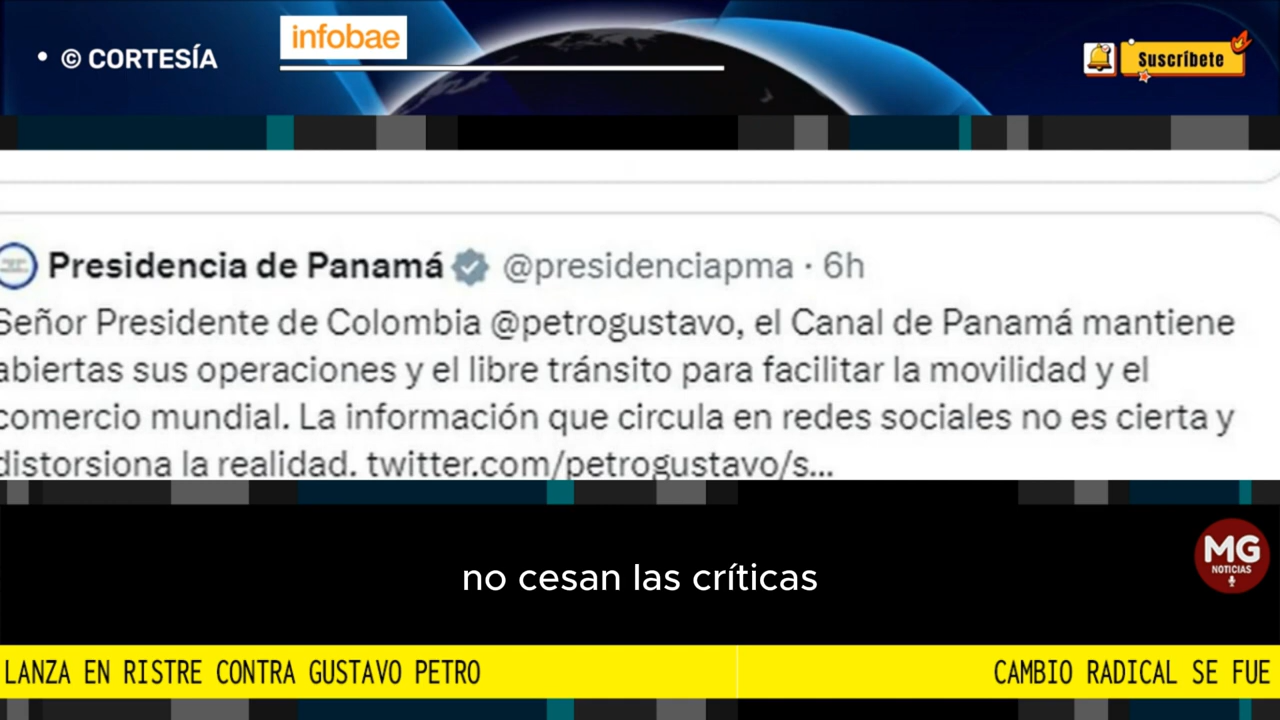 • © CORTESÍA
infobae
Suscríbete
Presidencia de Panamá @presidenciapma · 6h
Señor Presidente de Colombia @petrogustavo, el Canal de Panamá mantiene
abiertas sus operaciones y el libre tránsito para facilitar la movilidad y el
comercio mundial. La información que circula en redes sociales no es cierta y
distorsiona la realidad. twitter.com/petrogustavo/s...
no cesan las críticas
MG
NOTICIAS
LANZA EN RISTRE CONTRA GUSTAVO PETRO
CAMBIO RADICAL SE FUE